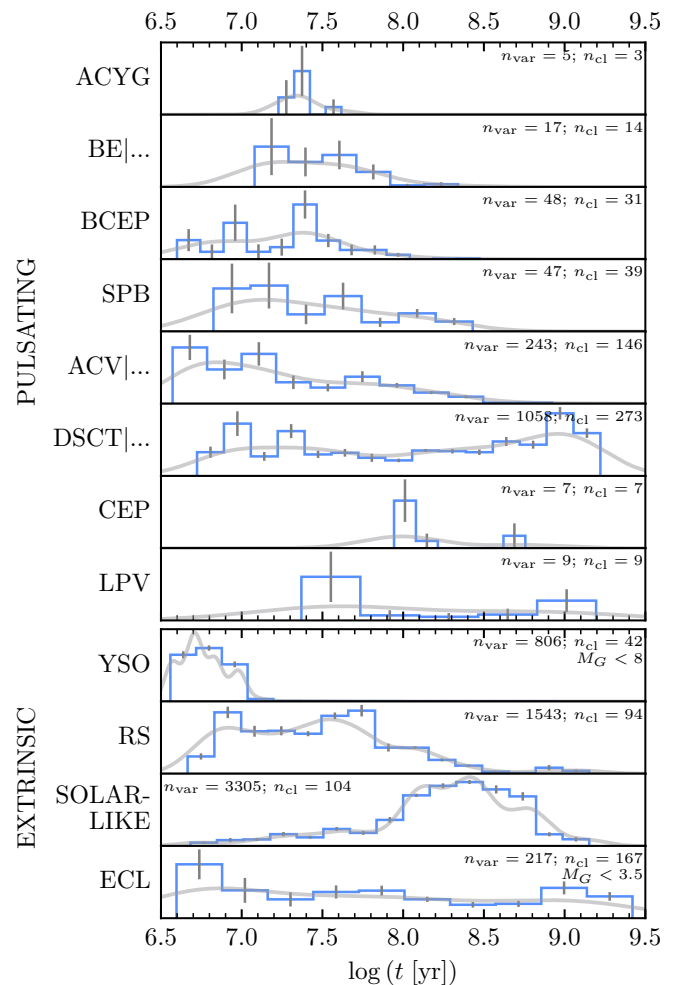 6.5 7.0 7.5 8.0 8.5 9.0 9.5
PULSATING
ACYG
n_var = 5; n_cl = 3
BE|...
n_var = 17; n_cl = 14
BCEP
n_var = 48; n_cl = 31
SPB
n_var = 47; n_cl = 39
ACV|...
n_var = 243; n_cl = 146
DSCT|...
n_var = 1058; n_cl = 273
CEP
n_var = 7; n_cl = 7
LPV
n_var = 9; n_cl = 9
EXTRINSIC
YSO
n_var = 806; n_cl = 42
M_G < 8
RS
n_var = 1543; n_cl = 94
SOLAR-
LIKE
n_var = 3305; n_cl = 104
ECL
n_var = 217; n_cl = 167
M_G < 3.5
6.5 7.0 7.5 8.0 8.5 9.0 9.5
log (t [yr])